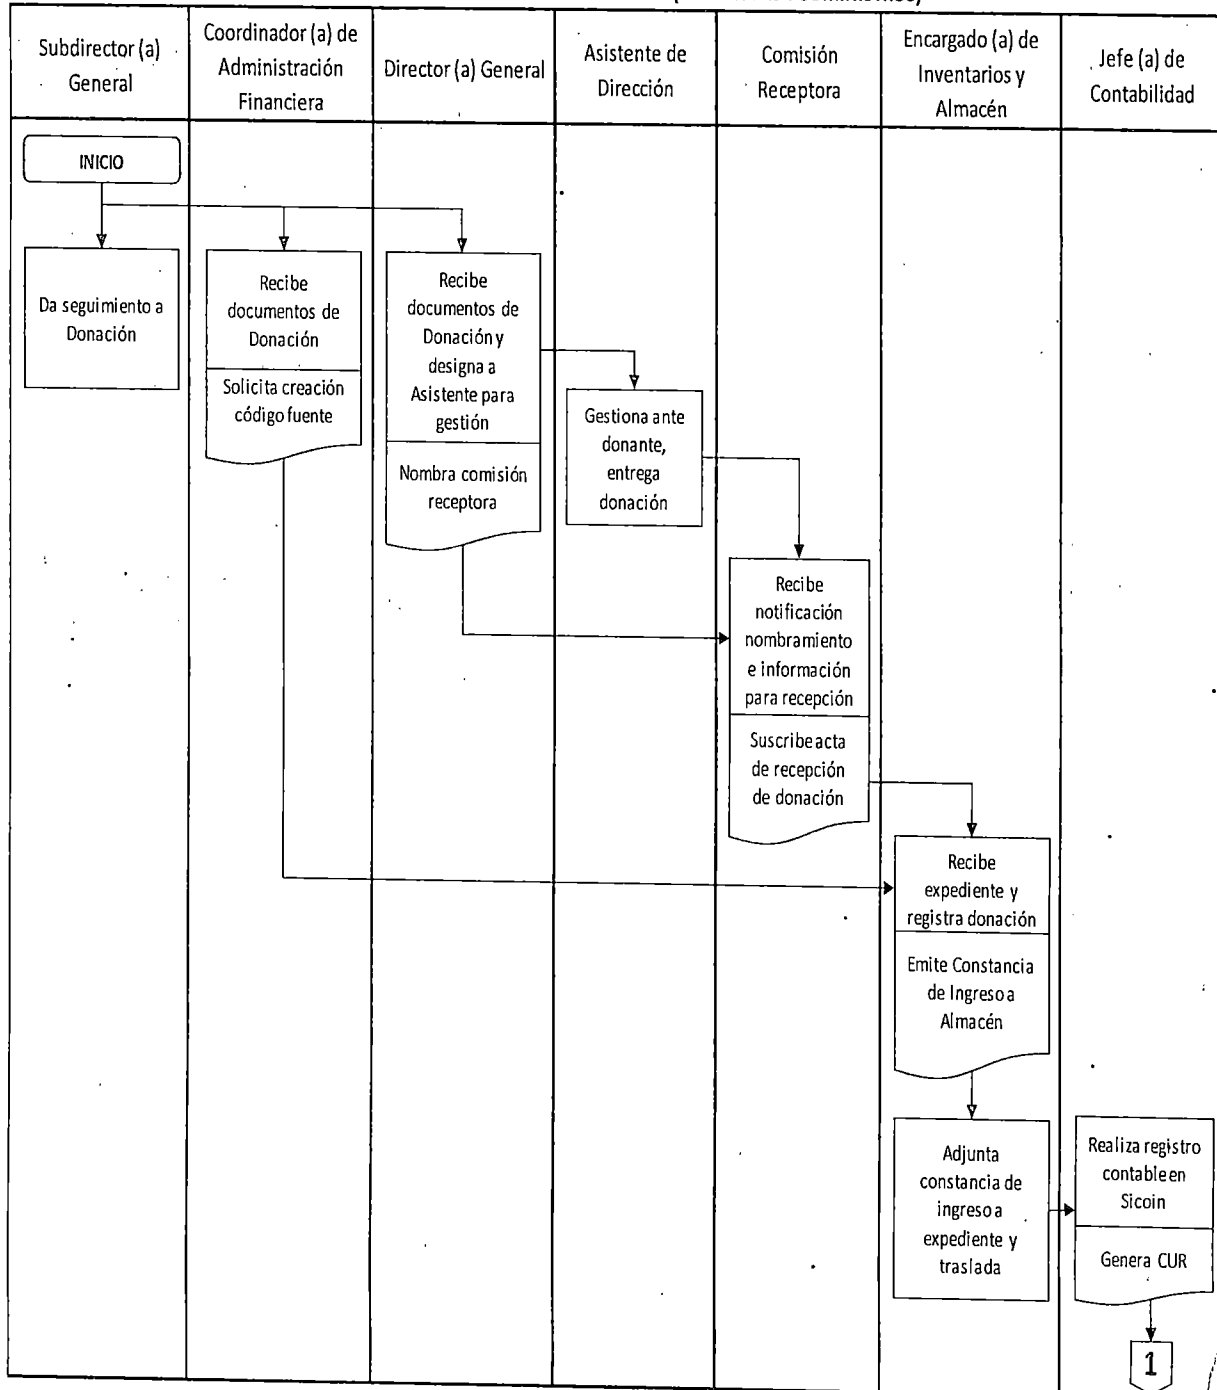 Subdirector (a)
General
Coordinador (a) de
Administración
Financiera
Director (a) General
Asistente de
Dirección
Comisión
Receptora
Encargado (a) de
Inventarios y
Almacén
Jefe (a) de
Contabilidad
INICIO
Da seguimiento a
Donación
Recibe
documentos de
Donación
Solicita creación
código fuente
Recibe
documentos de
Donación y
designa a
Asistente para
gestión
Nombra comisión
receptora
Gestiona ante
donante,
entrega
donación
Recibe
notificación
nombramiento
e información
para recepción
Suscribe acta
de recepción
de donación
Recibe
expediente y
registra donación
Emite Constancia
de Ingreso a
Almacén
Adjunta
constancia de
ingreso a
expediente y
traslada
Realiza registro
contable en
Sicoin
Genera CUR
1